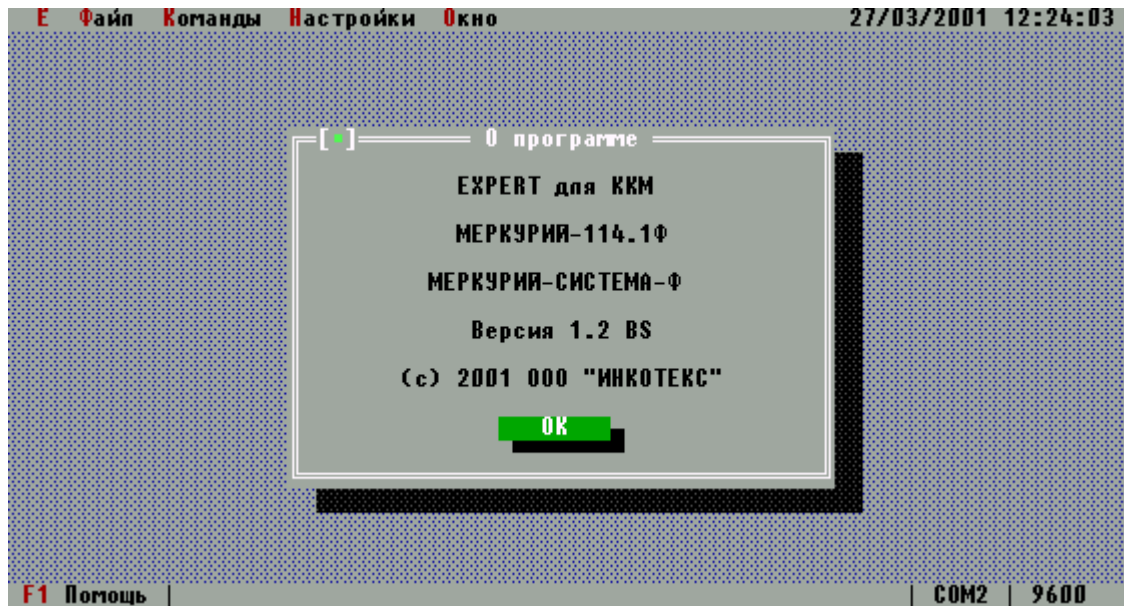 E Файл Команды Настройки Окно 27/03/2001 12:24:03
О программе
EXPERT для ККМ
МЕРКУРИЙ-114.1Ф
МЕРКУРИЙ-СИСТЕМА-Ф
Версия 1.2 BS
(c) 2001 ООО "ИНКОТЕКС"
OK
F1 Помощь COM2 9600